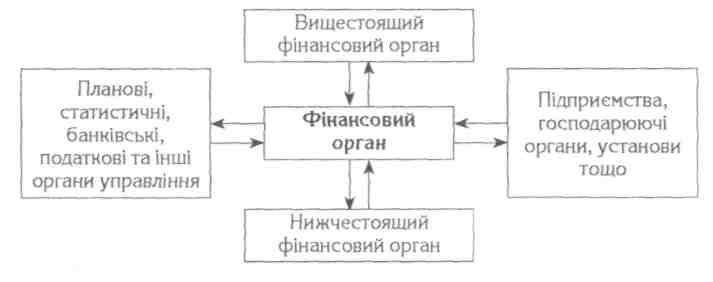 Вищестоящий
фінансовий орган
Планові,
статистичні,
банківські,
податкові та інші
органи управління
Фінансовий
орган
Підприємства,
господарюючі
органи, установи
тощо
Нижчестоящий
фінансовий орган